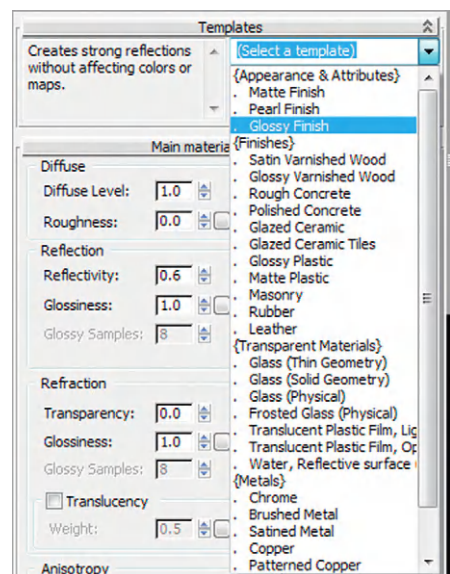 Templates
Creates strong reflections
without affecting colors or
maps.
(Select a template)
{Appearance & Attributes}
. Matte Finish
. Pearl Finish
. Glossy Finish
{Finishes}
. Satin Varnished Wood
. Glossy Varnished Wood
. Rough Concrete
. Polished Concrete
. Glazed Ceramic
. Glazed Ceramic Tiles
. Glossy Plastic
. Matte Plastic
. Masonry
. Rubber
. Leather
{Transparent Materials}
. Glass (Thin Geometry)
. Glass (Solid Geometry)
. Glass (Physical)
. Frosted Glass (Physical)
. Translucent Plastic Film, Lig
. Translucent Plastic Film, Op
. Water, Reflective surface
{Metals}
. Chrome
. Brushed Metal
. Satined Metal
. Copper
. Patterned Copper
Main materia
Diffuse
Diffuse Level: 1.0
Roughness: 0.0
Reflection
Reflectivity: 0.6
Glossiness: 1.0
Glossy Samples: 8
Refraction
Transparency: 0.0
Glossiness: 1.0
Glossy Samples: 8
Translucency
Weight: 0.5
Anisotropy